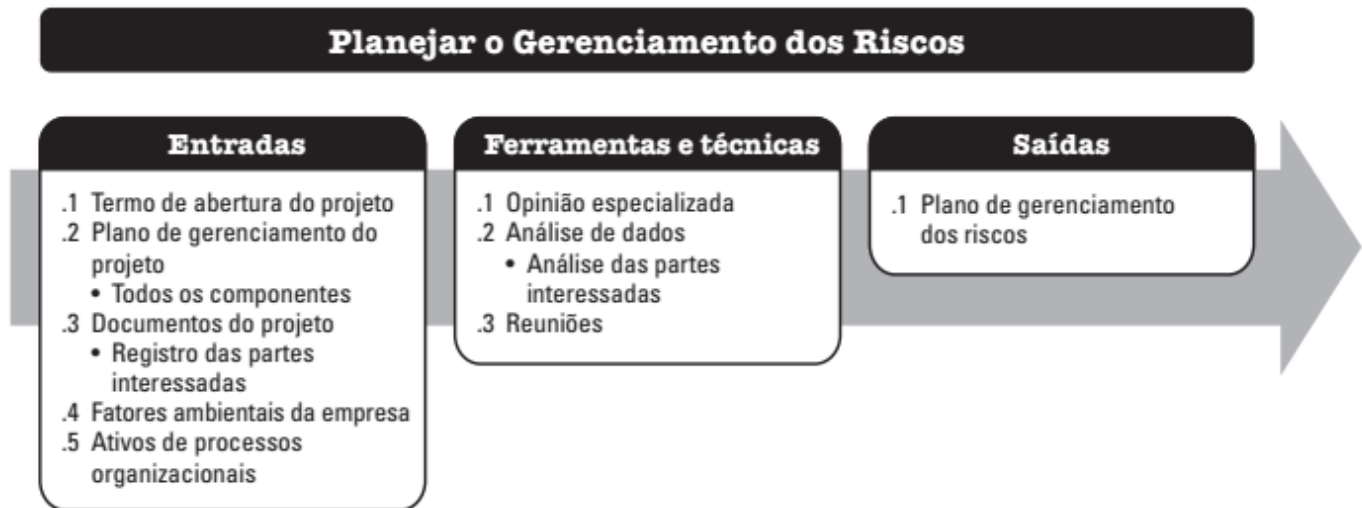 Planejar o Gerenciamento dos Riscos
Entradas
.1 Termo de abertura do projeto
.2 Plano de gerenciamento do
projeto
• Todos os componentes
.3 Documentos do projeto
• Registro das partes
interessadas
.4 Fatores ambientais da empresa
.5 Ativos de processos
organizacionais
Ferramentas e técnicas
.1 Opinião especializada
.2 Análise de dados
• Análise das partes
interessadas
.3 Reuniões
Saídas
.1 Plano de gerenciamento
dos riscos